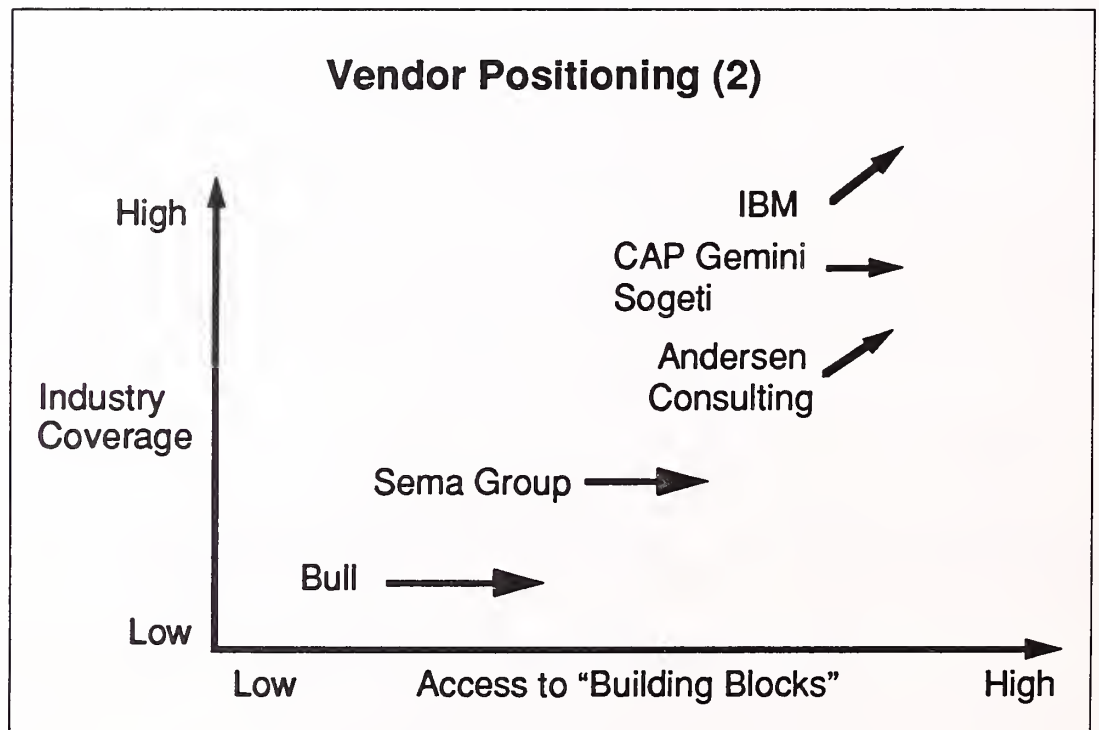 Vendor Positioning (2)
High
IBM
CAP Gemini
Sogeti
Andersen
Consulting
Industry
Coverage
Sema Group
Bull
Low
Low
Access to “Building Blocks”
High